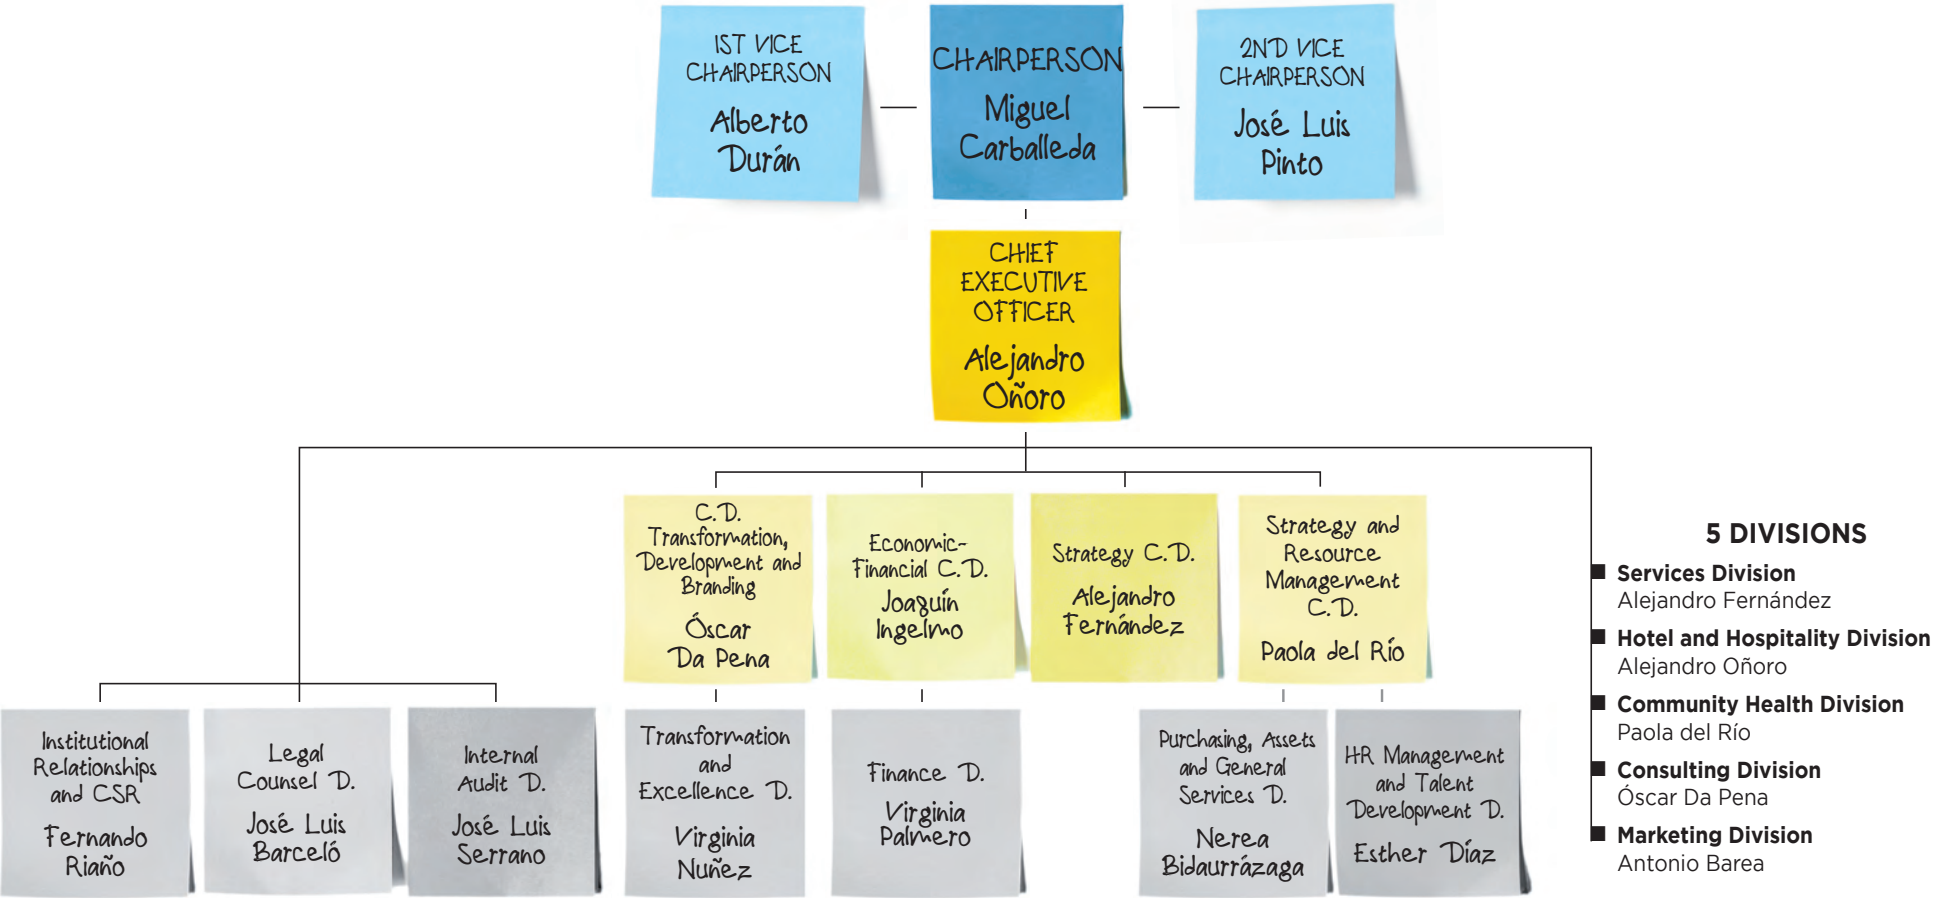 1ST VICE
CHAIRPERSON
Alberto
Durán
CHAIRPERSON
Miguel
Carballeda
2ND VICE
CHAIRPERSON
José Luis
Pinto
CHIEF
EXECUTIVE
OFFICER
Alejandro
Oñoro
C.D.
Transformation,
Development and
Branding
Óscar
Da Pena
Economic-
Financial C.D.
Joaquín
Ingelmo
Strategy C.D.
Alejandro
Fernández
Strategy and
Resource
Management
C.D.
Paola del Río
Institutional
Relationships
and CSR
Fernando
Riaño
Legal
Counsel D.
José Luis
Barceló
Internal
Audit D.
José Luis
Serrano
Transformation
and
Excellence D.
Virginia
Nuñez
Finance D.
Virginia
Palmero
Purchasing, Assets
and General
Services D.
Nerea
Bidaurrázaga
HR Management
and Talent
Development D.
Esther Díaz
5 DIVISIONS
Services Division
Alejandro Fernández
Hotel and Hospitality Division
Alejandro Oñoro
Community Health Division
Paola del Río
Consulting Division
Óscar Da Pena
Marketing Division
Antonio Barea